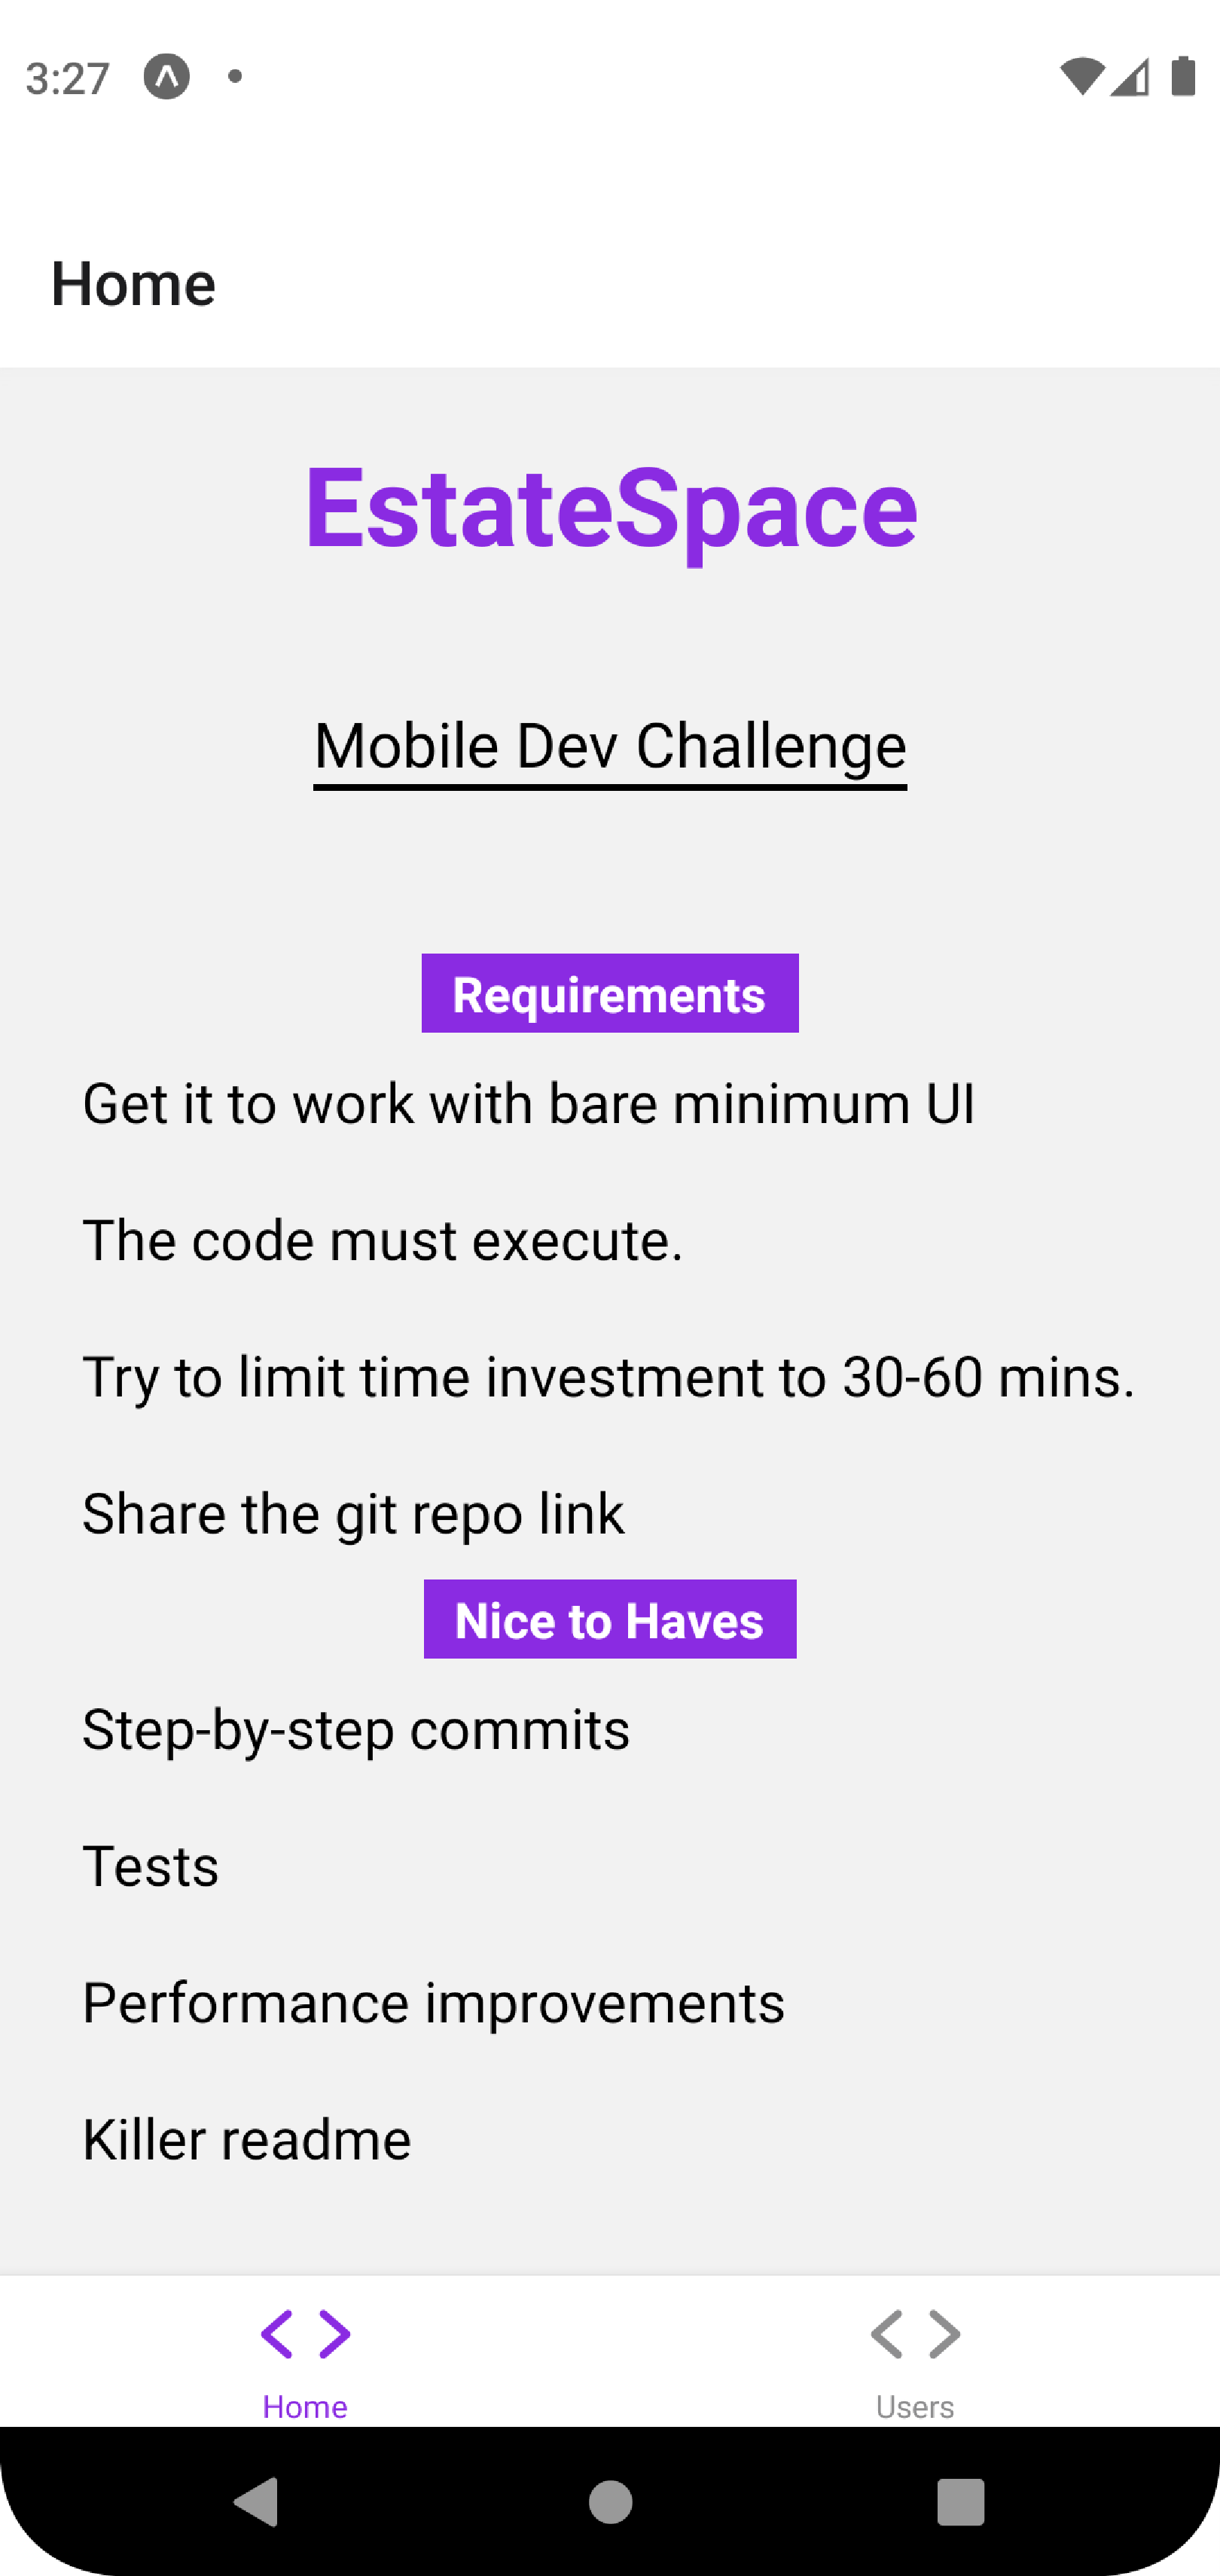 3:27
Home
EstateSpace
Mobile Dev Challenge
Requirements
Get it to work with bare minimum UI
The code must execute.
Try to limit time investment to 30-60 mins.
Share the git repo link
Nice to Haves
Step-by-step commits
Tests
Performance improvements
Killer readme
Home
Users